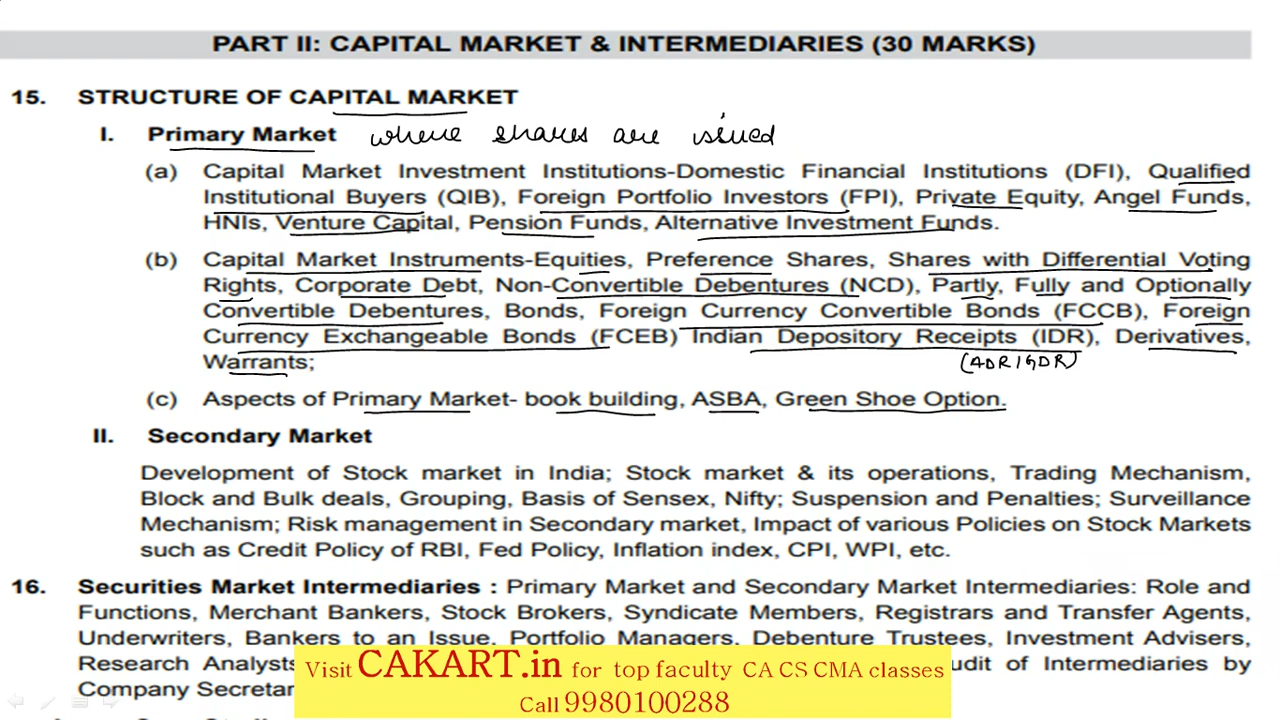 PART II: CAPITAL MARKET & INTERMEDIARIES (30 MARKS)
15. STRUCTURE OF CAPITAL MARKET
I. Primary Market where shares are issued
(a) Capital Market Investment Institutions-Domestic Financial Institutions (DFI), Qualified
Institutional Buyers (QIB), Foreign Portfolio Investors (FPI), Private Equity, Angel Funds,
HNIs, Venture Capital, Pension Funds, Alternative Investment Funds.
(b) Capital Market Instruments-Equities, Preference Shares, Shares with Differential Voting
Rights, Corporate Debt, Non-Convertible Debentures (NCD), Partly, Fully and Optionally
Convertible Debentures, Bonds, Foreign Currency Convertible Bonds (FCCB), Foreign
Currency Exchangeable Bonds (FCEB) Indian Depository Receipts (IDR), Derivatives,
Warrants; (ADR/GDR)
(c) Aspects of Primary Market- book building, ASBA, Green Shoe Option.
II. Secondary Market
Development of Stock market in India; Stock market & its operations, Trading Mechanism,
Block and Bulk deals, Grouping, Basis of Sensex, Nifty; Suspension and Penalties; Surveillance
Mechanism; Risk management in Secondary market, Impact of various Policies on Stock Markets
such as Credit Policy of RBI, Fed Policy, Inflation index, CPI, WPI, etc.
16. Securities Market Intermediaries : Primary Market and Secondary Market Intermediaries: Role and
Functions, Merchant Bankers, Stock Brokers, Syndicate Members, Registrars and Transfer Agents,
Underwriters, Bankers to an Issue, Portfolio Managers, Debenture Trustees, Investment Advisers,
Research Analysts udit of Intermediaries by
Company Secretar
Visit CAKART.in for top faculty CA CS CMA classes
Call 9980100288